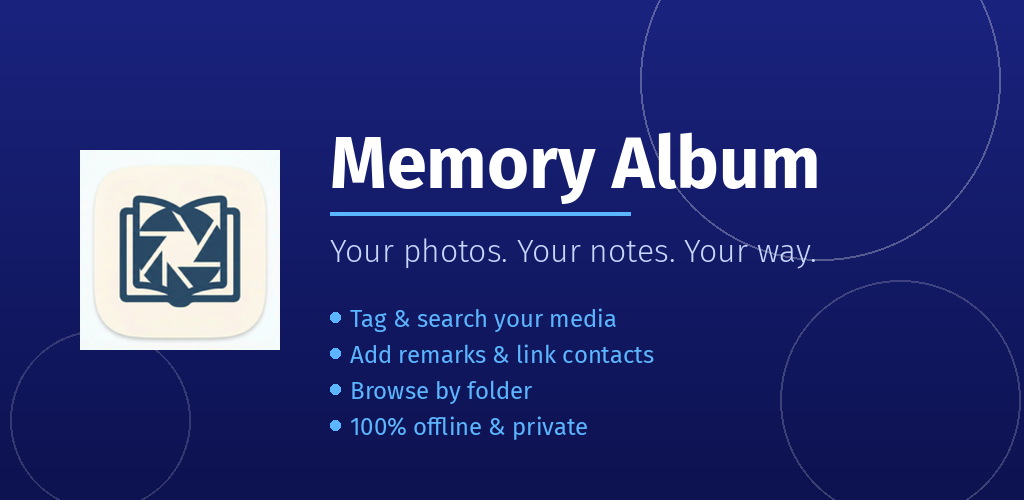 Memory Album
Your photos. Your notes. Your way.
Tag & search your media
Add remarks & link contacts
Browse by folder
100% offline & private